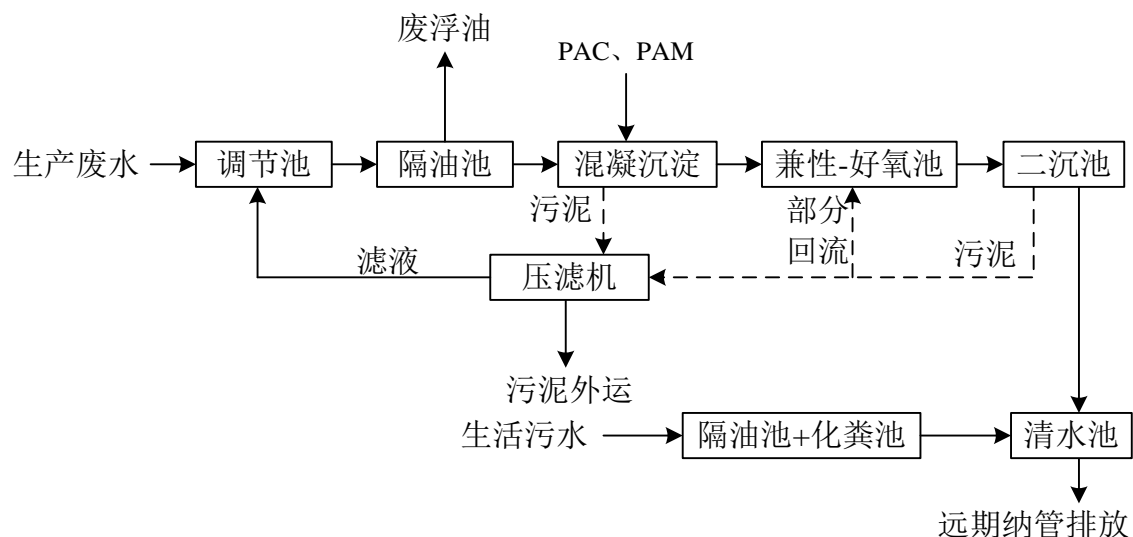 废浮油
PAC、PAM
生产废水
调节池
隔油池
混凝沉淀
兼性-好氧池
二沉池
污泥
部分
回流
污泥
滤液
压滤机
污泥外运
生活污水
隔油池+化粪池
清水池
远期纳管排放